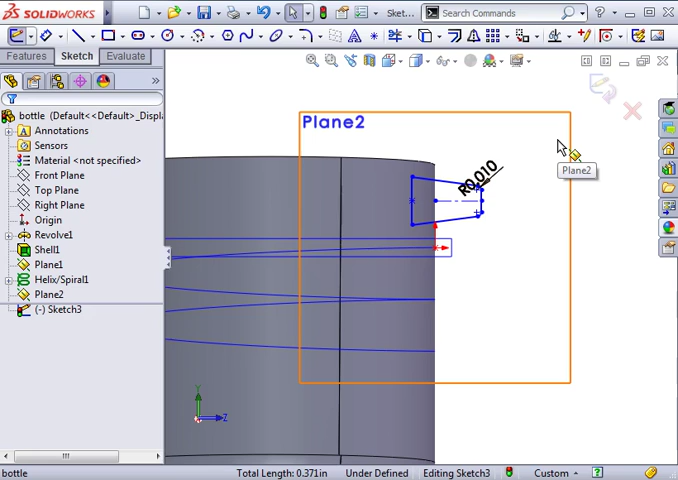 SOLIDWORKS
Sket...
Search Commands
Features
Sketch
Evaluate
bottle (Default<<Default>_Displa
Annotations
Sensors
Material <not specified>
Front Plane
Top Plane
Right Plane
Origin
Revolve1
Shell1
Plane1
Helix/Spiral1
Plane2
(-) Sketch3
Plane2
R0.010
Plane2
Y
Z
bottle
Total Length: 0.371in
Under Defined
Editing Sketch3
Custom